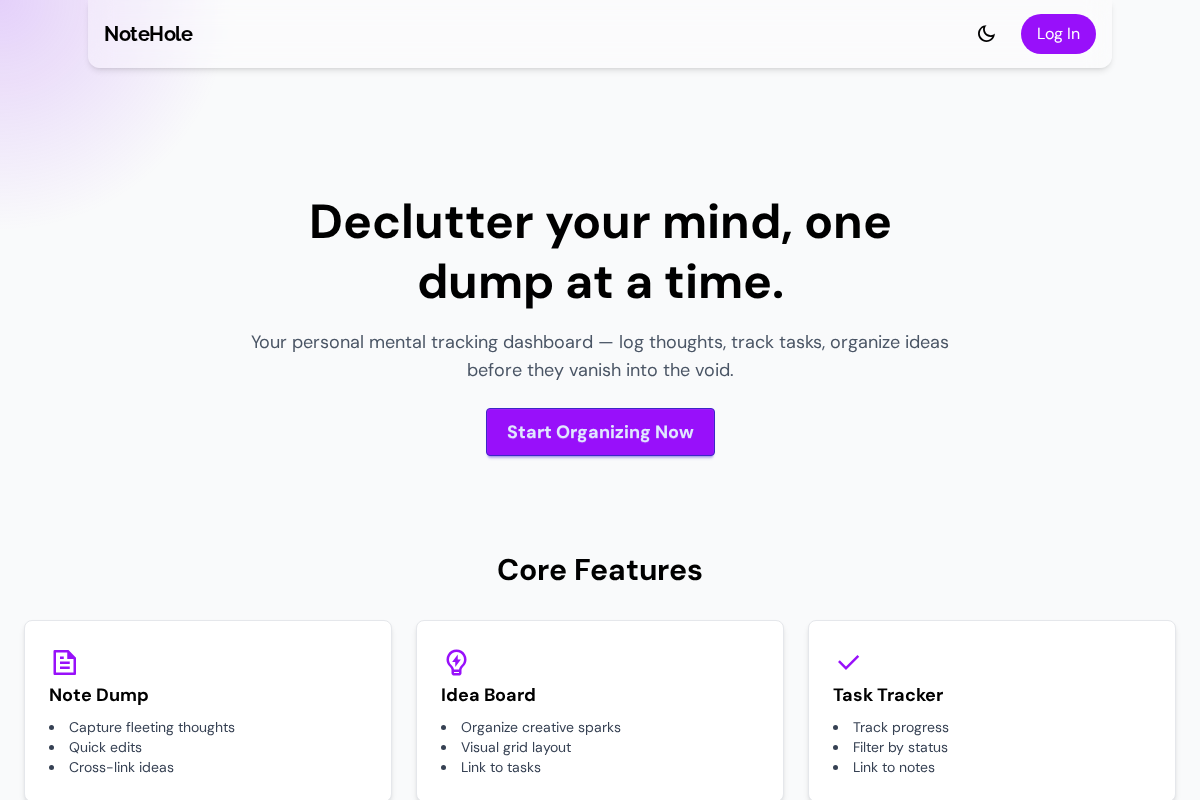 NoteHole
Log In
Declutter your mind, one
dump at a time.
Your personal mental tracking dashboard — log thoughts, track tasks, organize ideas
before they vanish into the void.
Start Organizing Now
Core Features
Note Dump
• Capture fleeting thoughts
• Quick edits
• Cross-link ideas
Idea Board
• Organize creative sparks
• Visual grid layout
• Link to tasks
Task Tracker
• Track progress
• Filter by status
• Link to notes